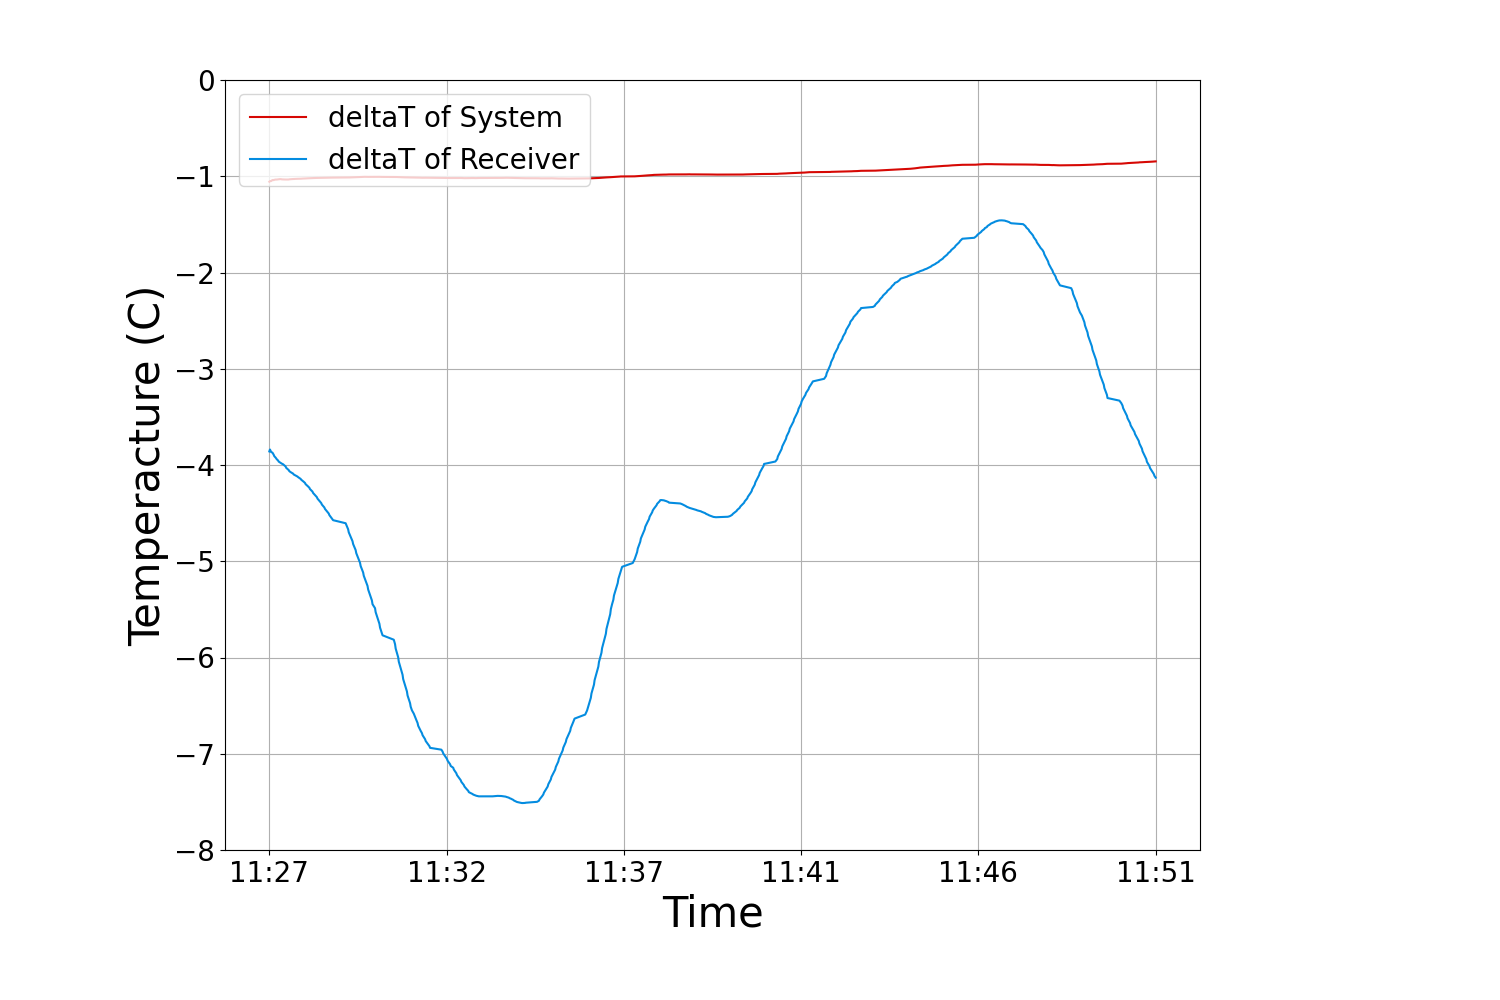 0
deltaT of System
deltaT of Receiver
−1
−2
−3
−4
−5
−6
−7
−8
Temperacture (C)
11:27 11:32 11:37 11:41 11:46 11:51
Time